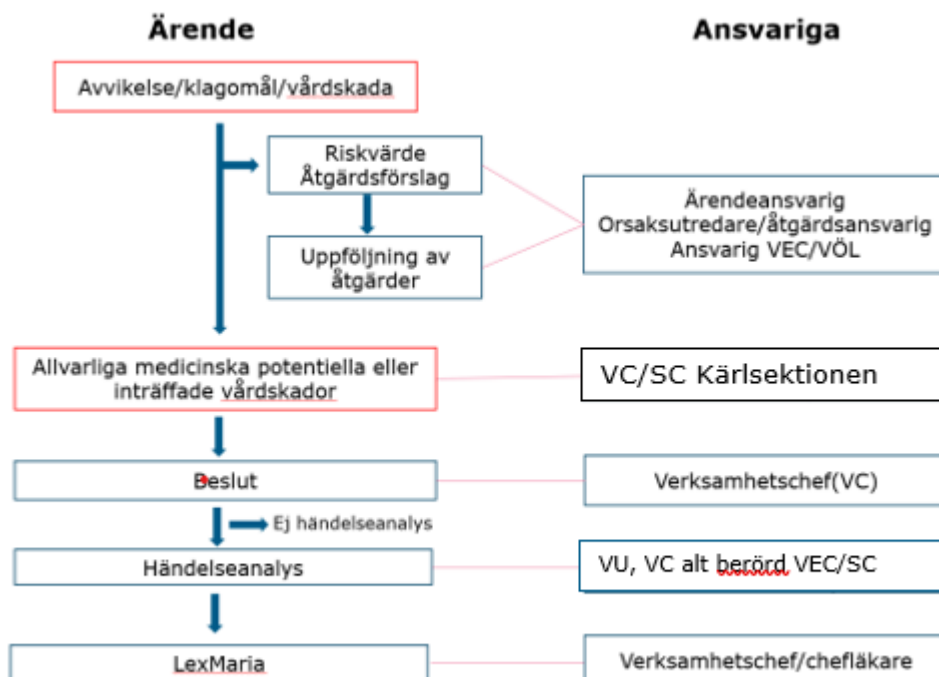 Ärende
Ansvariga
Avvikelse/klagomål/vårdskada
Riskvärde
Åtgärdsförslag
Ärendeansvarig
Orsaksutredare/åtgärdsansvarig
Ansvarig VEC/VÖL
Uppföljning av
åtgärder
Allvarliga medicinska potentiella eller
inträffade vårdskador
VC/SC Kärlsektionen
Beslut
Verksamhetschef(VC)
Ej händelseanalys
Händelseanalys
VU, VC alt berörd VEC/SC
LexMaria
Verksamhetschef/chefläkare